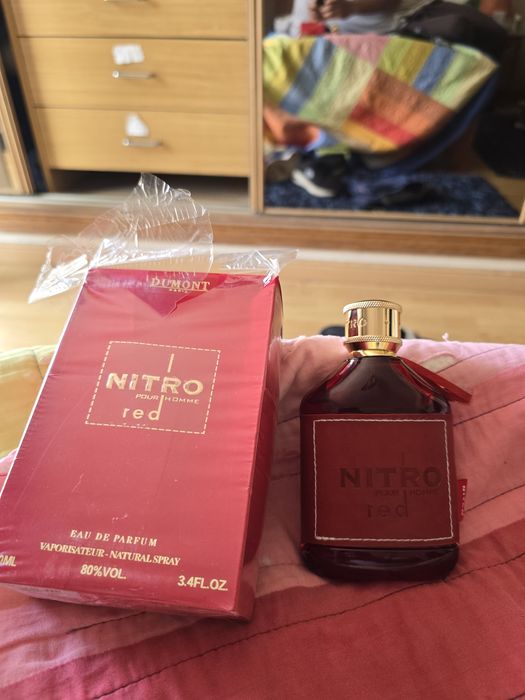 DUMONT
PARIS
NITRO
POUR HOMME
red
EAU DE PARFUM
VAPORISATEUR - NATURAL SPRAY
80%VOL.
3.4FL.OZ.
NITRO
POUR HOMME
red